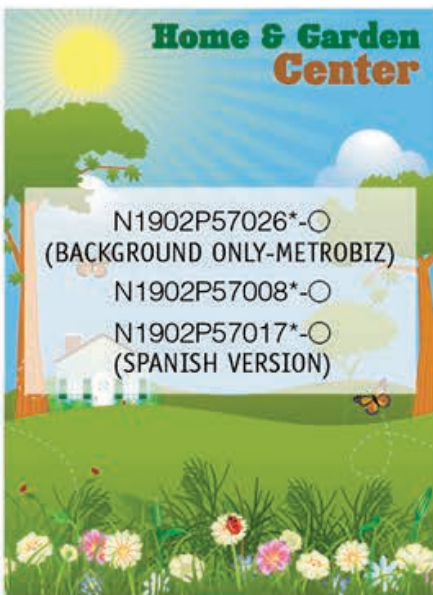 Home & Garden
Center
N1902P57026*-○
(BACKGROUND ONLY-METROBIZ)
N1902P57008*-○
N1902P57017*-○
(SPANISH VERSION)